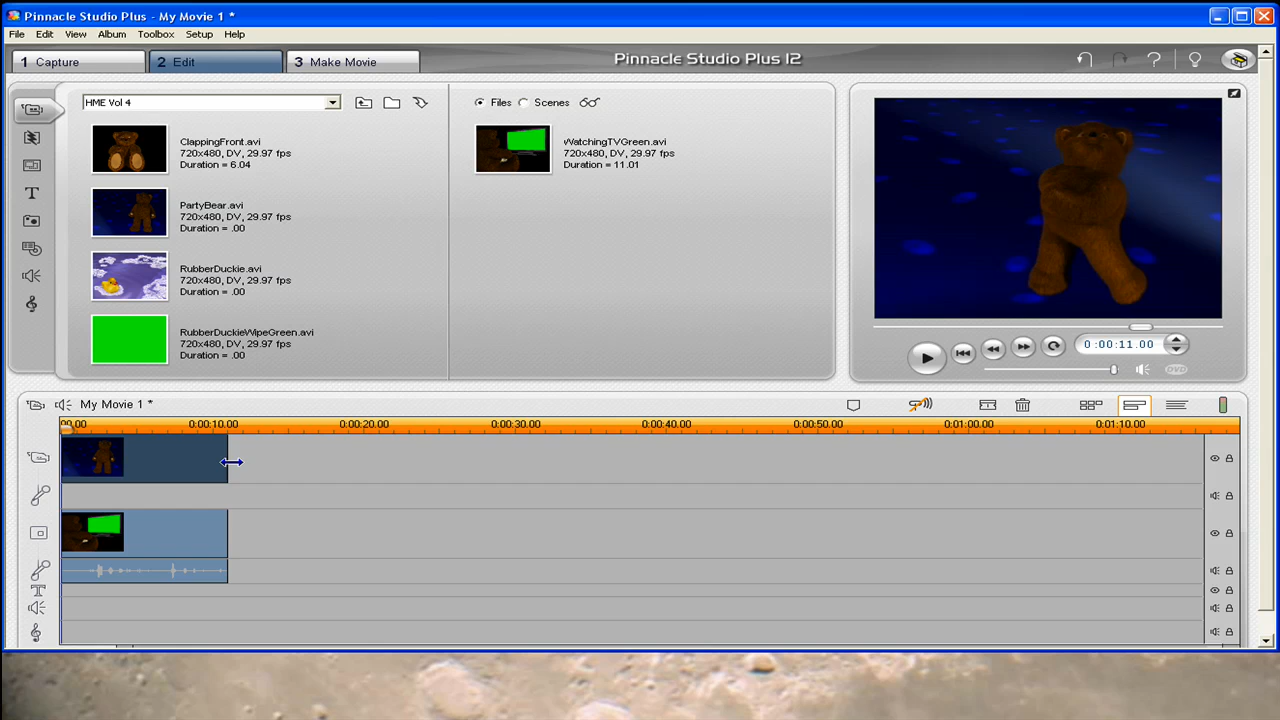 Pinnacle Studio Plus - My Movie 1 *
File Edit View Album Toolbox Setup Help
1 Capture 2 Edit 3 Make Movie Pinnacle Studio Plus 12
HME Vol 4 Files Scenes
ClappingFront.avi
720x480, DV, 29.97 fps
Duration = 6.04
WatchingTVGreen.avi
720x480, DV, 29.97 fps
Duration = 11.01
PartyBear.avi
720x480, DV, 29.97 fps
Duration = .00
RubberDuckie.avi
720x480, DV, 29.97 fps
Duration = .00
RubberDuckieWipeGreen.avi
720x480, DV, 29.97 fps
Duration = .00
0:00:11.00
DVD
My Movie 1 *
00.00 0:00:10.00 0:00:20.00 0:00:30.00 0:00:40.00 0:00:50.00 0:01:00.00 0:01:10.00